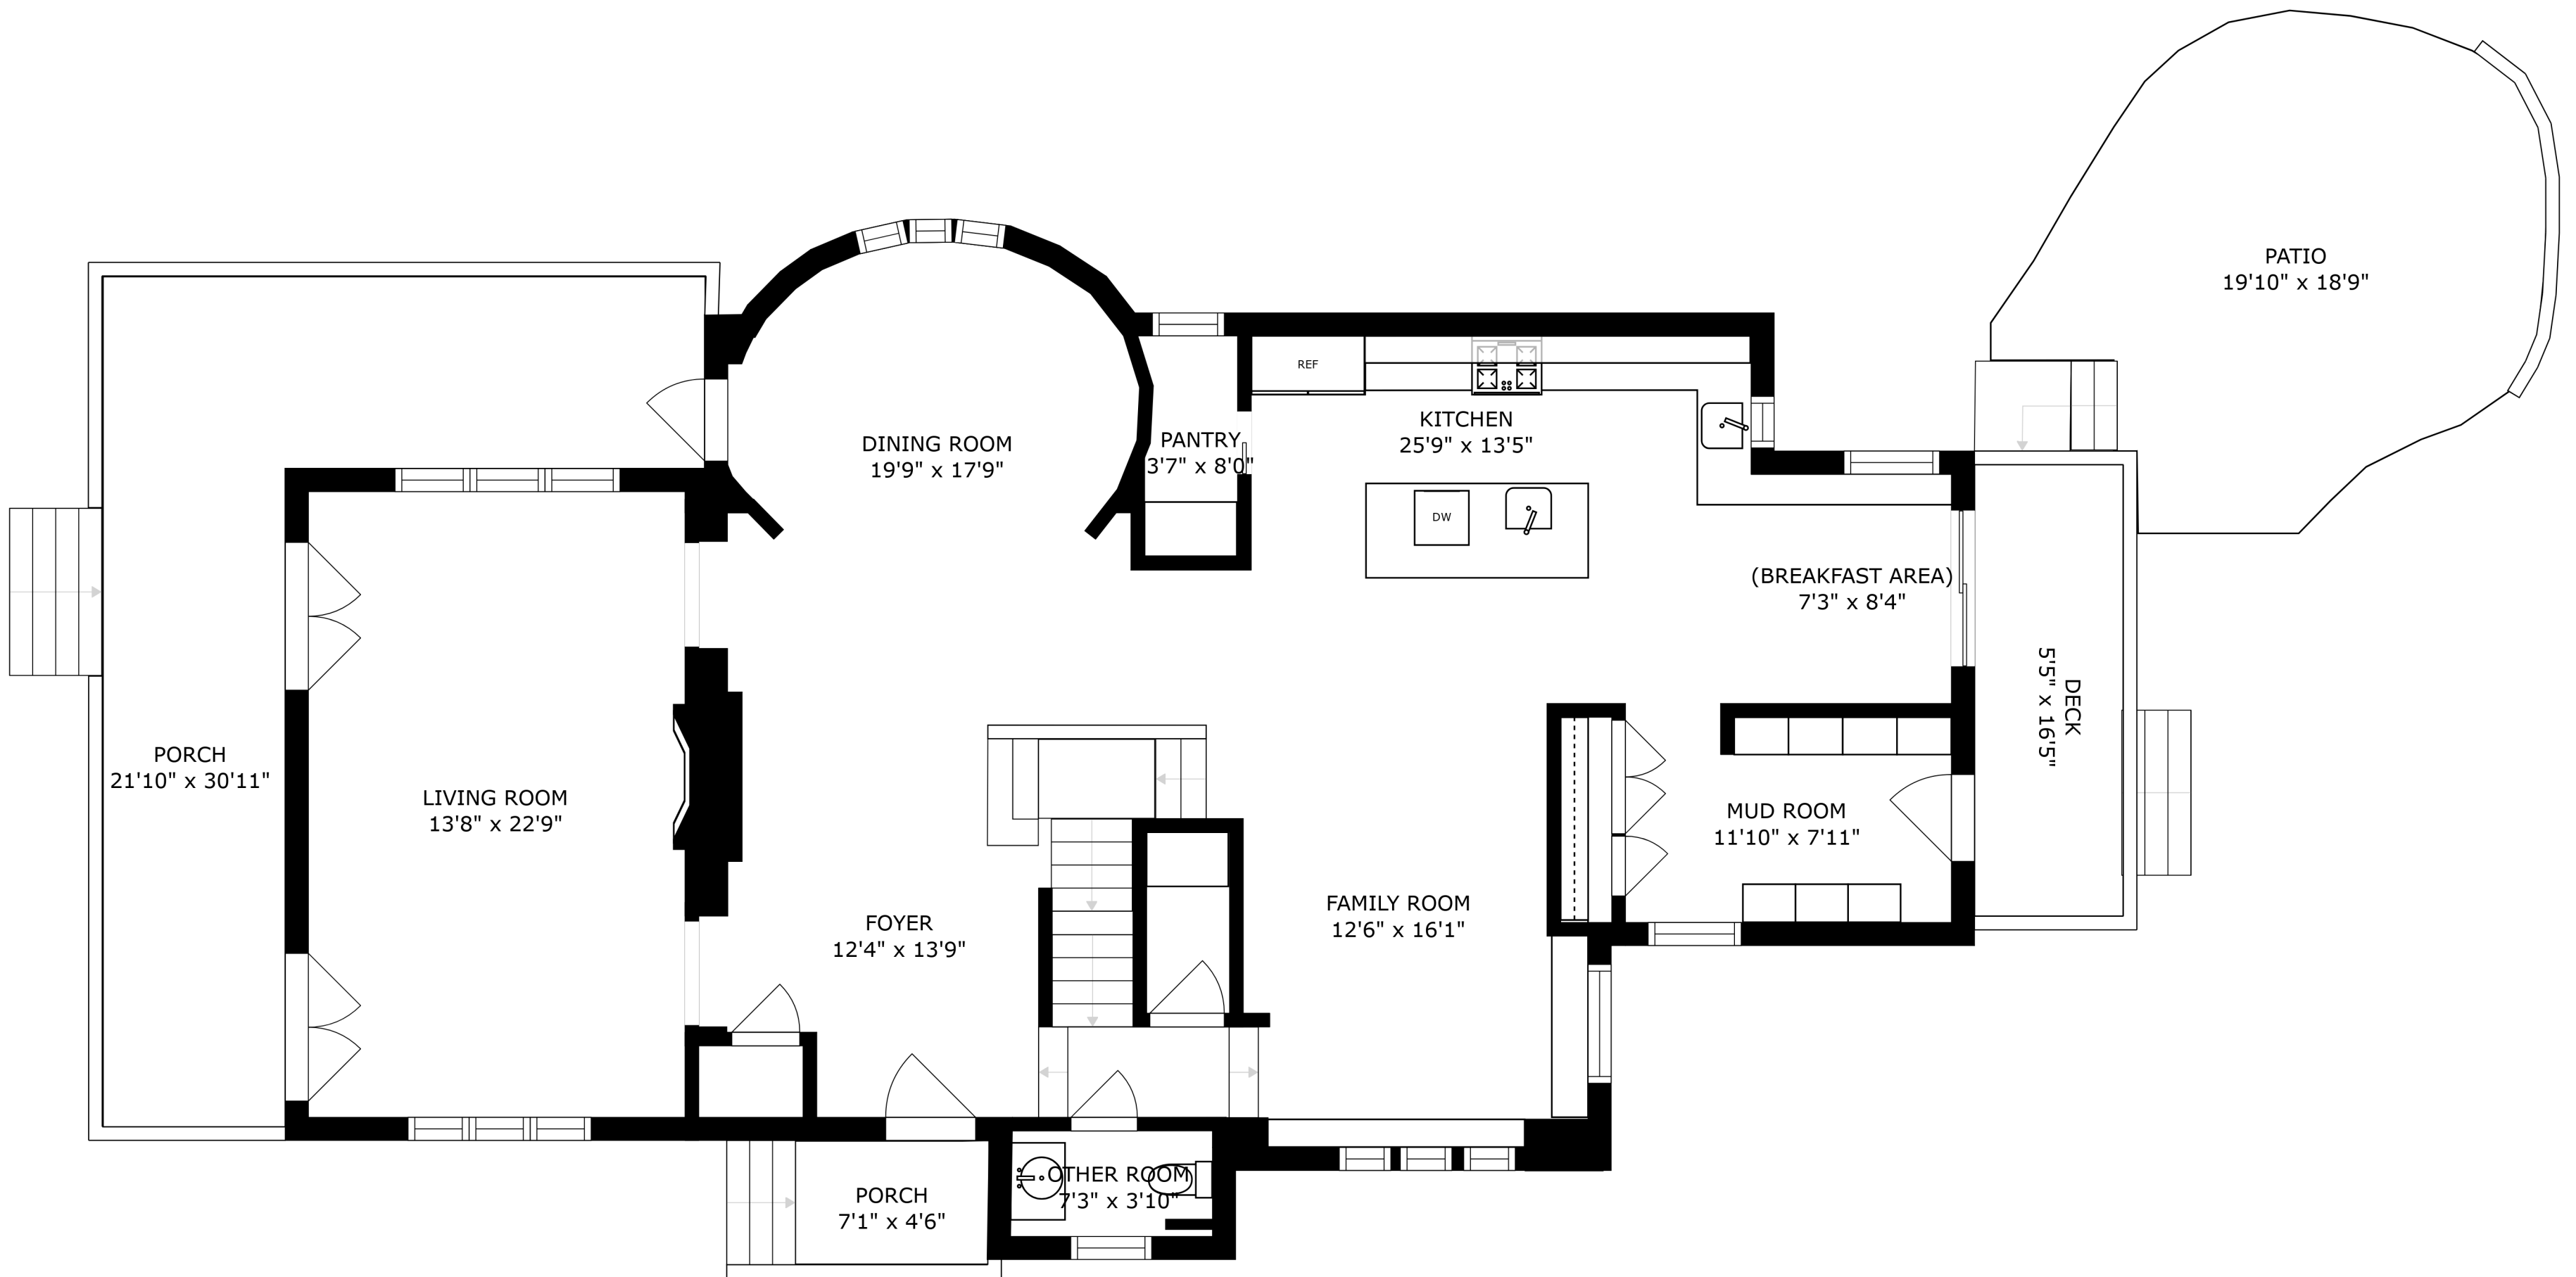 PATIO
19'10" x 18'9"
REF
KITCHEN
25'9" x 13'5"
DINING ROOM
19'9" x 17'9"
PANTRY
3'7" x 8'0"
DW
(BREAKFAST AREA)
7'3" x 8'4"
DECK
5'5" x 16'5"
PORCH
21'10" x 30'11"
LIVING ROOM
13'8" x 22'9"
MUD ROOM
11'10" x 7'11"
FOYER
12'4" x 13'9"
FAMILY ROOM
12'6" x 16'1"
OTHER ROOM
7'3" x 3'10"
PORCH
7'1" x 4'6"